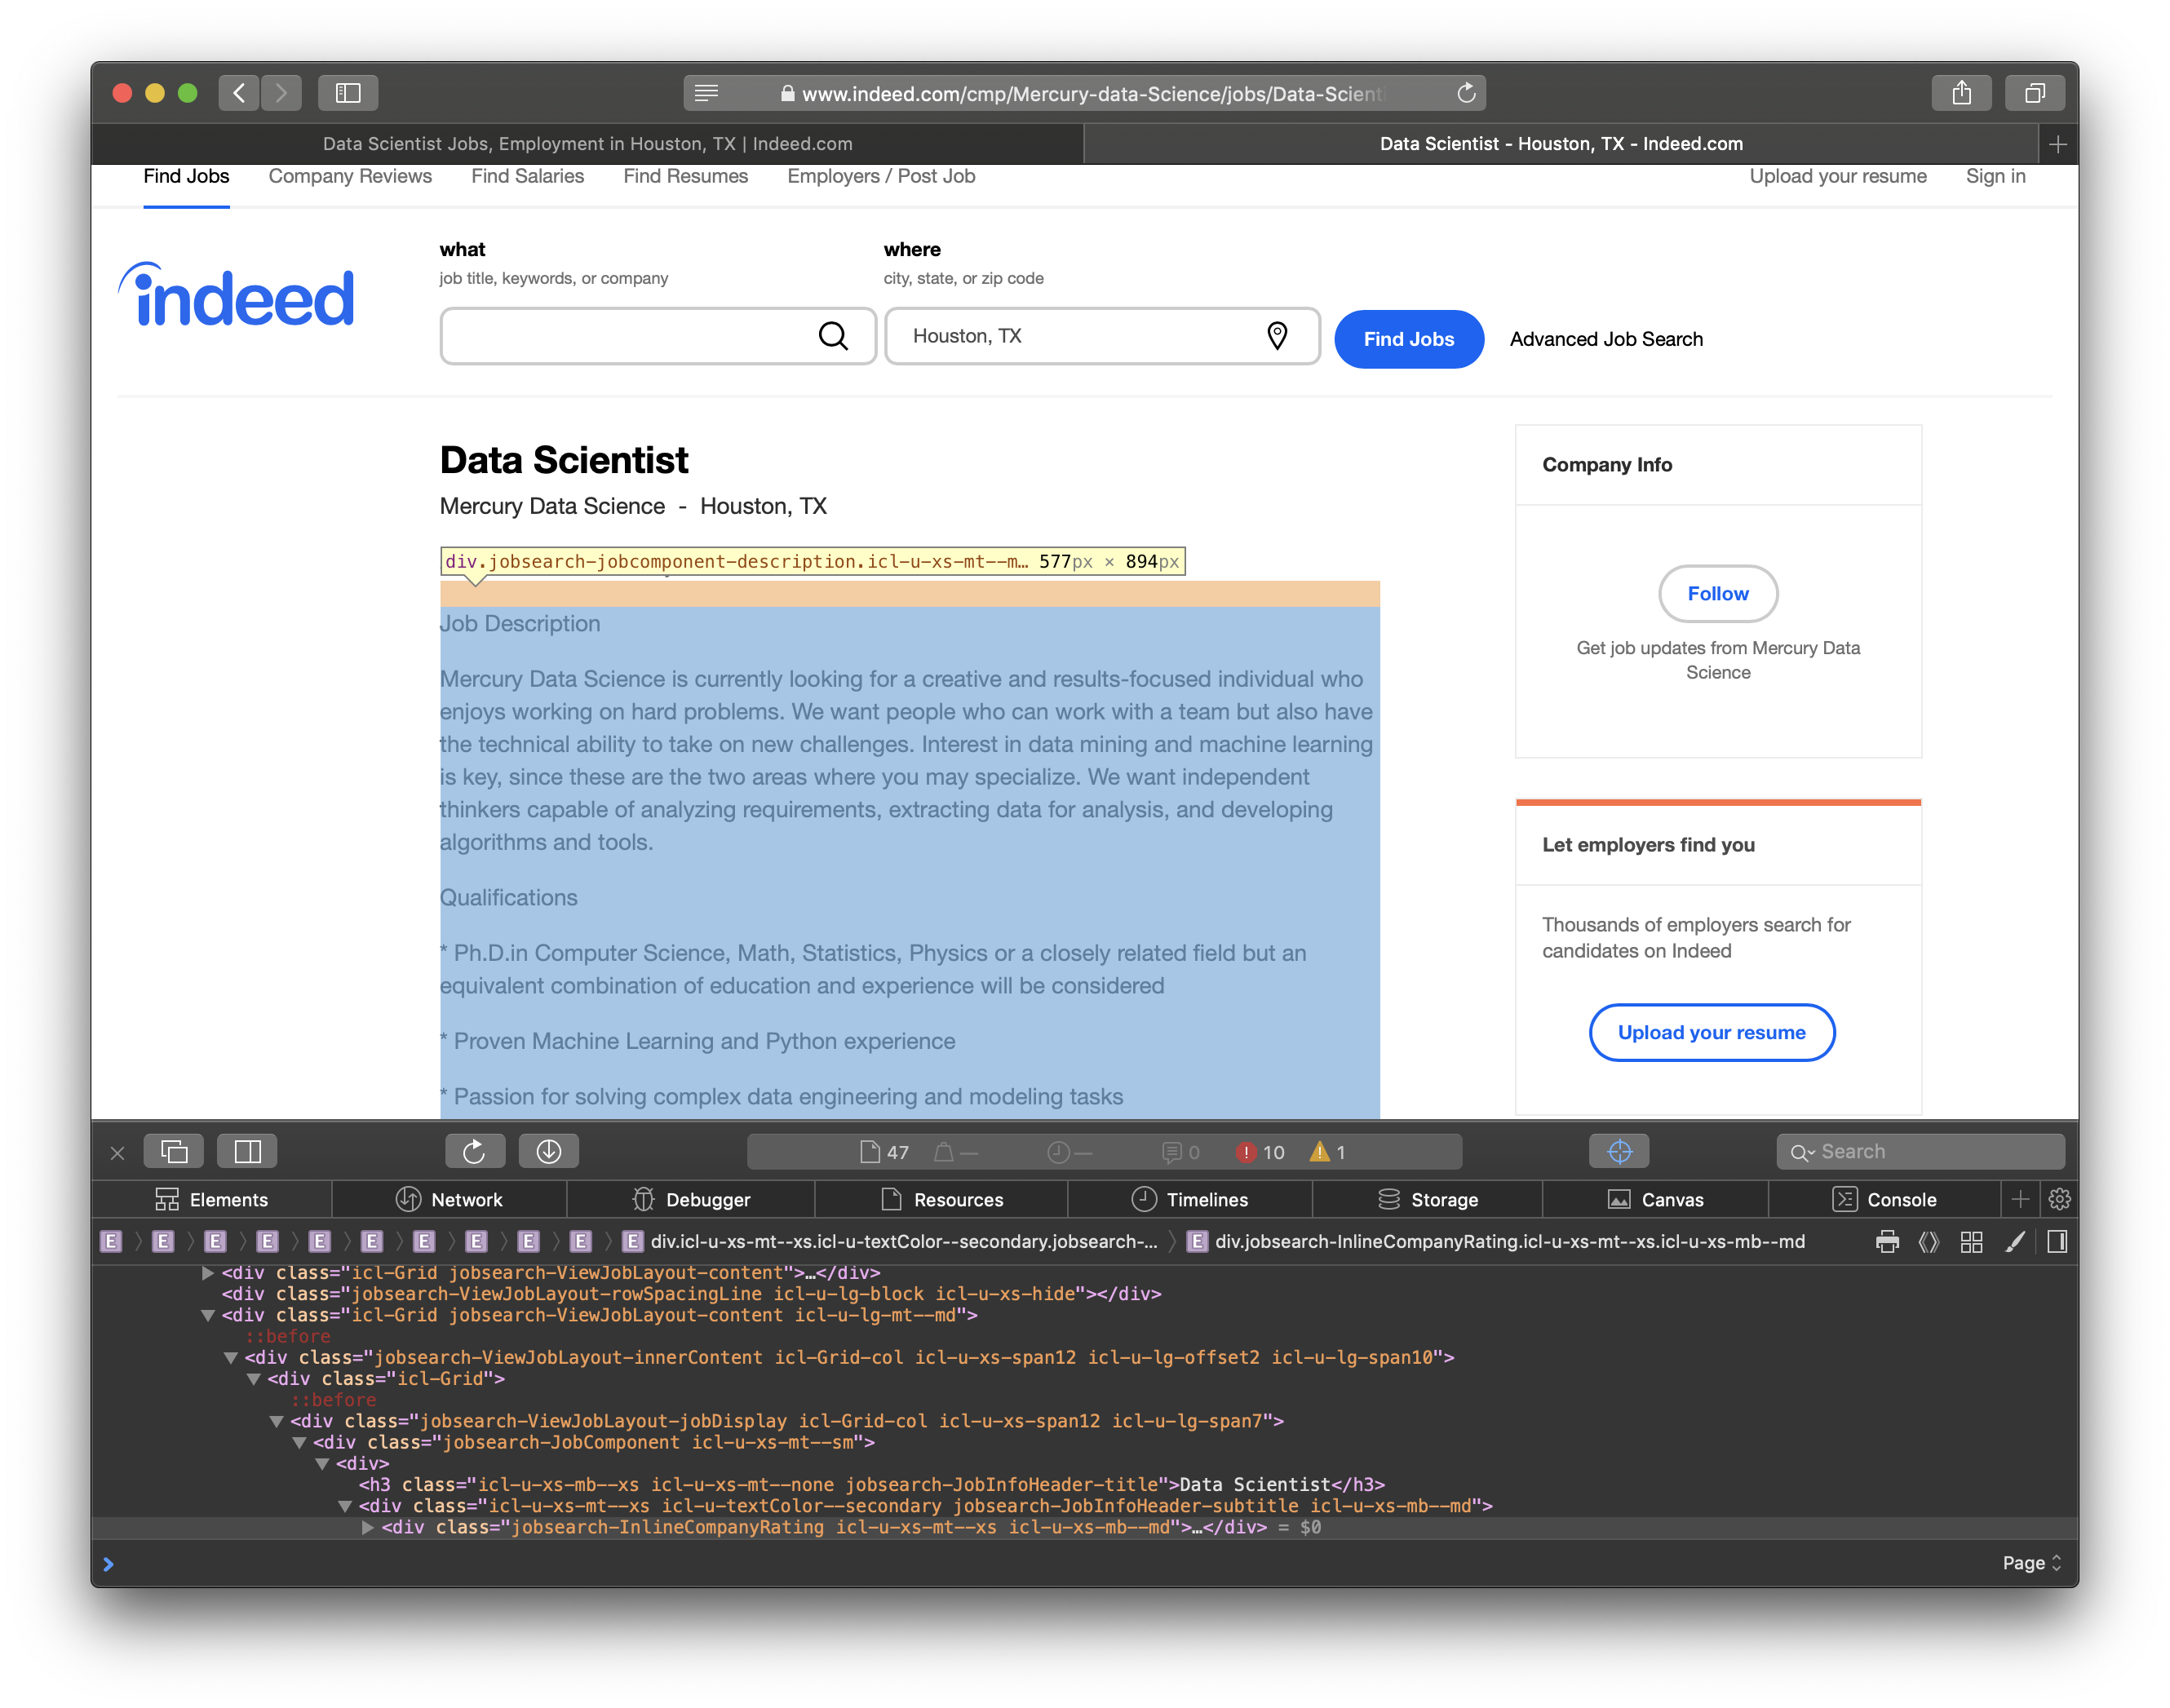 www.indeed.com/cmp/Mercury-data-Science/jobs/Data-Scienti
Data Scientist Jobs, Employment in Houston, TX | Indeed.com
Data Scientist - Houston, TX - Indeed.com
Find Jobs Company Reviews Find Salaries Find Resumes Employers / Post Job Upload your resume Sign in
indeed
what
job title, keywords, or company
where
city, state, or zip code
Houston, TX
Find Jobs
Advanced Job Search
Data Scientist
Mercury Data Science - Houston, TX
div.jobsearch-jobcomponent-description.icl-u-xs-mt--m… 577px × 894px
Job Description
Mercury Data Science is currently looking for a creative and results-focused individual who
enjoys working on hard problems. We want people who can work with a team but also have
the technical ability to take on new challenges. Interest in data mining and machine learning
is key, since these are the two areas where you may specialize. We want independent
thinkers capable of analyzing requirements, extracting data for analysis, and developing
algorithms and tools.
Qualifications
* Ph.D.in Computer Science, Math, Statistics, Physics or a closely related field but an
equivalent combination of education and experience will be considered
* Proven Machine Learning and Python experience
* Passion for solving complex data engineering and modeling tasks
Company Info
Follow
Get job updates from Mercury Data
Science
Let employers find you
Thousands of employers search for
candidates on Indeed
Upload your resume
47 — — 0 10 1
Search
Elements Network Debugger Resources Timelines Storage Canvas Console
E E E E E E E E E E E div.icl-u-xs-mt--xs.icl-u-textColor--secondary.jobsearch-… E div.jobsearch-InlineCompanyRating.icl-u-xs-mt--xs.icl-u-xs-mb--md
<div class="icl-Grid jobsearch-ViewJobLayout-content">…</div>
<div class="jobsearch-ViewJobLayout-rowSpacingLine icl-u-lg-block icl-u-xs-hide"></div>
<div class="icl-Grid jobsearch-ViewJobLayout-content icl-u-lg-mt--md">
::before
<div class="jobsearch-ViewJobLayout-innerContent icl-Grid-col icl-u-xs-span12 icl-u-lg-offset2 icl-u-lg-span10">
<div class="icl-Grid">
::before
<div class="jobsearch-ViewJobLayout-jobDisplay icl-Grid-col icl-u-xs-span12 icl-u-lg-span7">
<div class="jobsearch-JobComponent icl-u-xs-mt--sm">
<div>
<h3 class="icl-u-xs-mb--xs icl-u-xs-mt--none jobsearch-JobInfoHeader-title">Data Scientist</h3>
<div class="icl-u-xs-mt--xs icl-u-textColor--secondary jobsearch-JobInfoHeader-subtitle icl-u-xs-mb--md">
<div class="jobsearch-InlineCompanyRating icl-u-xs-mt--xs icl-u-xs-mb--md">…</div> = $0
Page